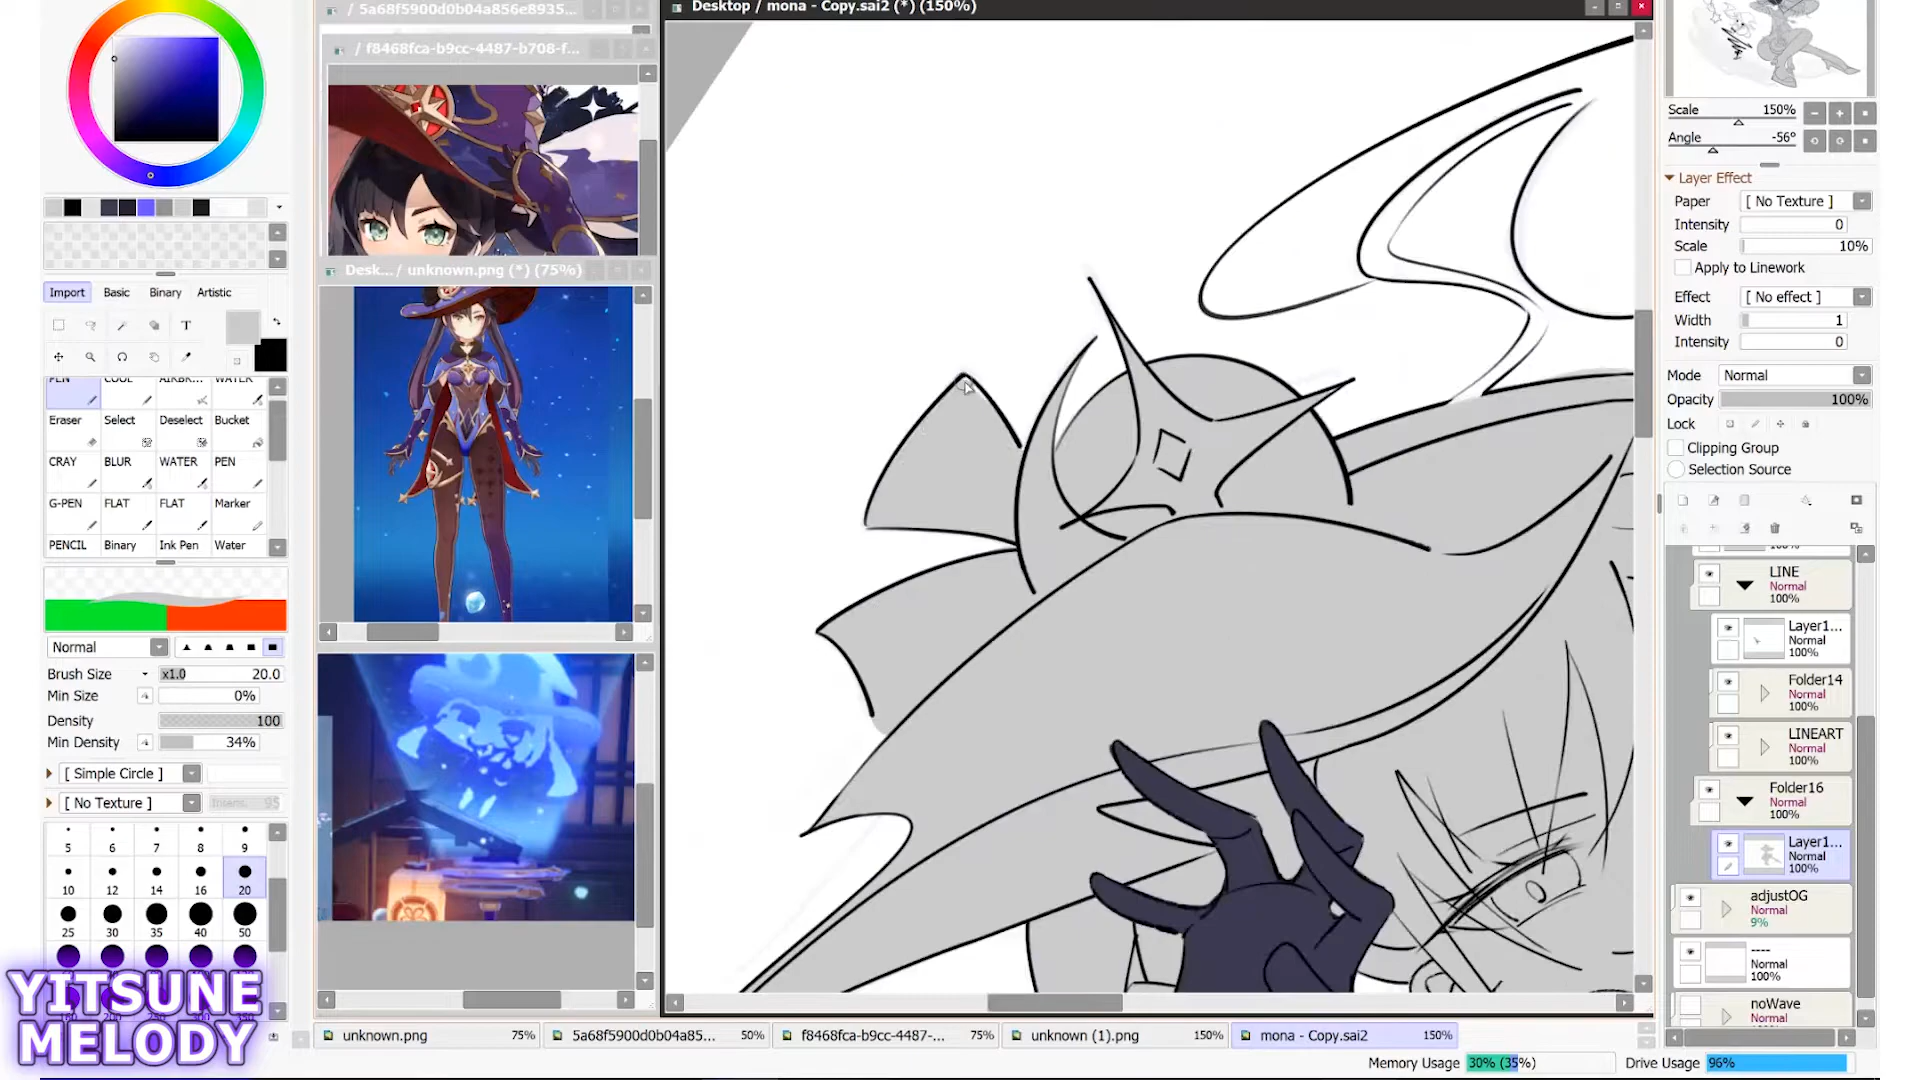 / 5a68f5900d0b04a856e8935...
Desktop / mona - Copy.sai2 (*) (150%)
/ f8468fca-b9cc-4487-b708-f...
Desk... / unknown.png (*) (75%)
Import Basic Binary Artistic
T
PEN COOL AIRBR... WATER
Eraser Select Deselect Bucket
CRAY BLUR WATER PEN
G-PEN FLAT FLAT Marker
PENCIL Binary Ink Pen Water
Normal
Brush Size x1.0 20.0
Min Size 0%
Density 100
Min Density 34%
[ Simple Circle ]
[ No Texture ] 95
5 6 7 8 9
10 12 14 16 20
25 30 35 40 50
YITSUNE
MELODY
unknown.png 75%
5a68f5900d0b04a85... 50%
f8468fca-b9cc-4487-... 75%
unknown (1).png 150%
mona - Copy.sai2 150%
Memory Usage 30% (35%) Drive Usage 96%
Scale 150%
Angle -56°
Layer Effect
Paper [ No Texture ]
Intensity 0
Scale 10%
Apply to Linework
Effect [ No effect ]
Width 1
Intensity 0
Mode Normal
Opacity 100%
Lock
Clipping Group
Selection Source
LINE
Normal
100%
Layer1...
Normal
100%
Folder14
Normal
100%
LINEART
Normal
100%
Folder16
Normal
100%
Layer1...
Normal
100%
adjustOG
Normal
9%
----
Normal
100%
noWave
Normal